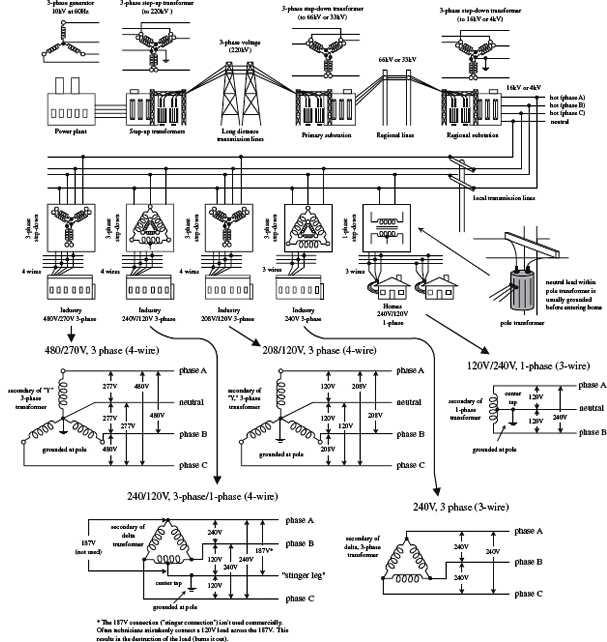 3-phase generator
10kV at 60Hz
3-phase step-up transformer
(to 220kV)
3-phase voltage
(220kV)
3-phase step-down transformer
(to 66kV or 33kV)
66kV or 33kV
3-phase step-down transformer
(to 16kV or 4kV)
16kV or 4kV
hot (phase A)
hot (phase B)
hot (phase C)
neutral
Power plant
Step-up transformers
Long distance
transmission lines
Primary substation
Regional lines
Regional substation
local transmission lines
3-phase
step-down
3-phase
step-down
3-phase
step-down
3-phase
step-down
1-phase
step-down
4 wires
4 wires
4 wires
3 wires
3 wires
Industry
480V/270V 3-phase
Industry
240V/120V 3-phase
Industry
208V/120V 3-phase
Industry
240V 3-phase
Homes
240V/120V
1-phase
pole transformer
neutral lead within
pole transformer is
usually grounded
before entering home
480/270V, 3 phase (4-wire)
secondary of "Y"
3-phase
transformer
277V
480V
277V
277V
480V
480V
grounded at pole
phase A
neutral
phase B
phase C
208/120V, 3 phase (4-wire)
secondary of
"Y," 3-phase
transformer
120V
208V
120V
120V
208V
208V
grounded at pole
phase A
neutral
phase B
phase C
120V/240V, 1-phase (3-wire)
secondary of
1-phase
transformer
center
tap
120V
120V
240V
grounded at pole
phase A
phase B
240/120V, 3-phase/1-phase (4-wire)
187V
(not used)
secondary of
delta
transformer
center tap
grounded at pole
240V
120V
120V
240V
240V
187V*
phase A
phase B
"stinger leg"
phase C
240V, 3 phase (3-wire)
secondary of
delta, 3-phase
transformer
240V
240V
240V
phase A
phase B
phase C
* The 187V connection ("stinger connection") isn't used commercially.
Often technicians mistakenly connect a 120V load across the 187V. This
results in the destruction of the load (burns it out).